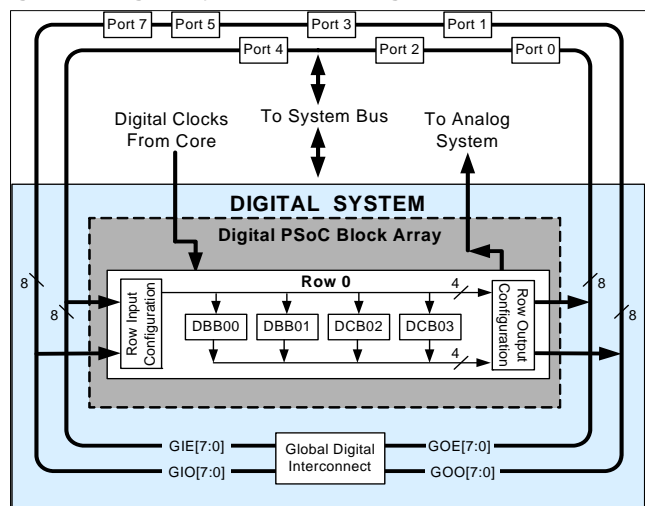 Port 7
Port 5
Port 3
Port 1
Port 4
Port 2
Port 0
Digital Clocks
From Core
To System Bus
To Analog
System
DIGITAL SYSTEM
Digital PSoC Block Array
Row 0
Row Input
Configuration
DBB00
DBB01
DCB02
DCB03
4
4
Row Output
Configuration
8
8
8
8
GIE[7:0]
GIO[7:0]
Global Digital
Interconnect
GOE[7:0]
GOO[7:0]